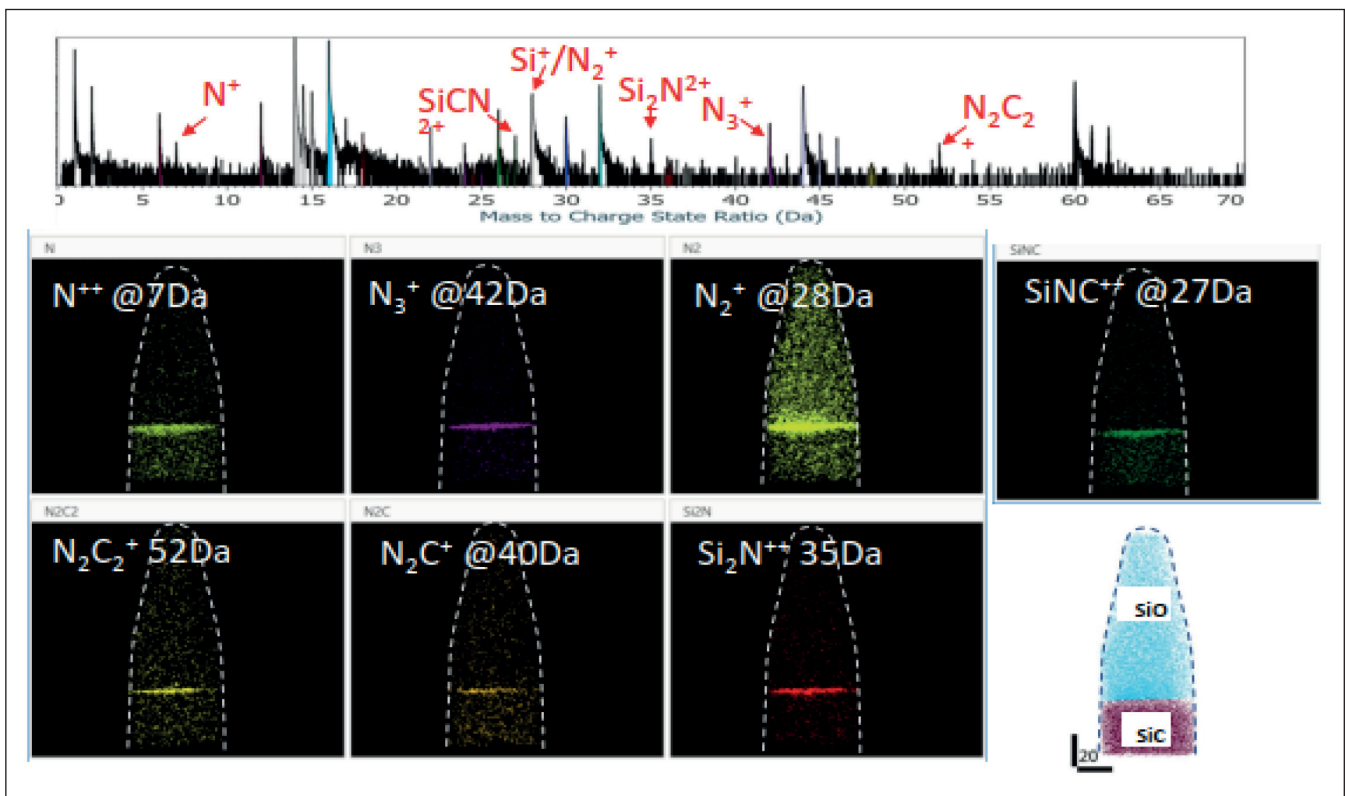 N⁺
SiCN
2+
Si⁺/N₂⁺
Si₂N²⁺
N₃⁺
N₂C₂
+
0 5 10 15 20 25 30 35 40 45 50 55 60 65 70
Mass to Charge State Ratio (Da)
N
N⁺⁺ @7Da
N3
N₃⁺ @42Da
N2
N₂⁺ @28Da
SiNC
SiNC⁺⁺ @27Da
N2C2
N₂C₂⁺ 52Da
N2C
N₂C⁺ @40Da
Si2N
Si₂N⁺⁺ 35Da
SiO
SiC
20